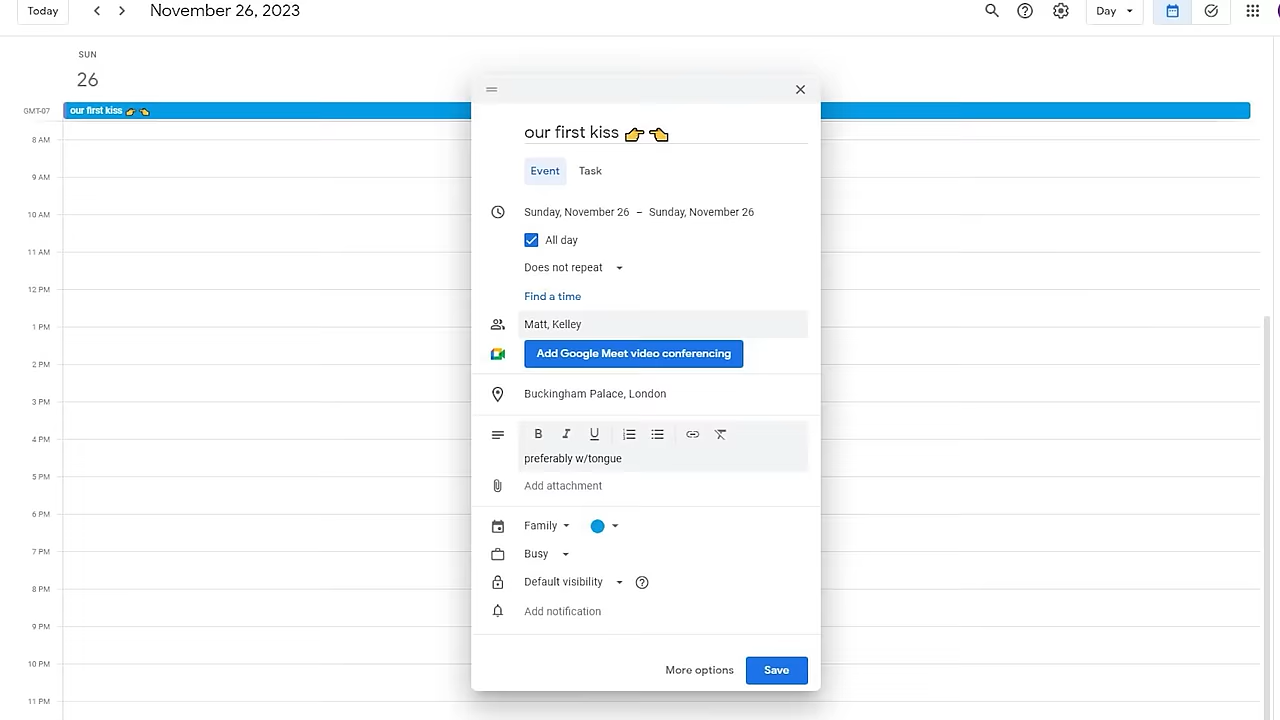 Today
November 26, 2023
Day
SUN
26
GMT-07
our first kiss 👉👈
8 AM
9 AM
10 AM
11 AM
12 PM
1 PM
2 PM
3 PM
4 PM
5 PM
6 PM
7 PM
8 PM
9 PM
10 PM
11 PM
our first kiss 👉👈
Event Task
Sunday, November 26 – Sunday, November 26
All day
Does not repeat
Find a time
Matt, Kelley
Add Google Meet video conferencing
Buckingham Palace, London
B I U
preferably w/tongue
Add attachment
Family
Busy
Default visibility
Add notification
More options Save